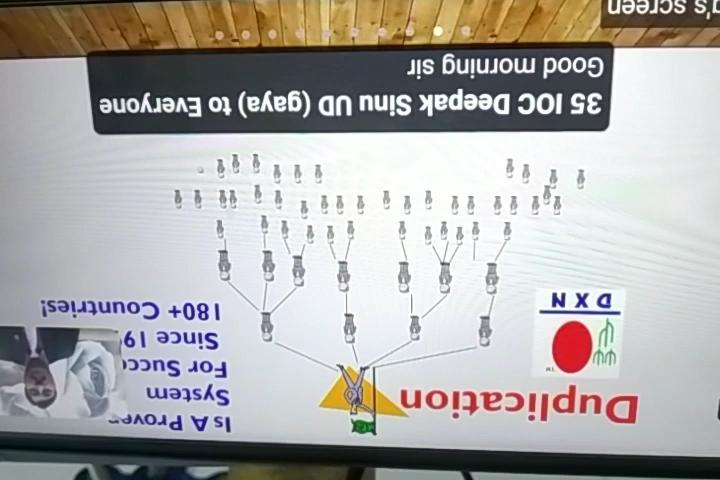 Duplication
Is A Prove
System
For Succ
Since 19
180+ Countries!
DXN
TM
35 IOC Deepak Sinu UD (gaya) to Everyone
Good morning sir
's screen